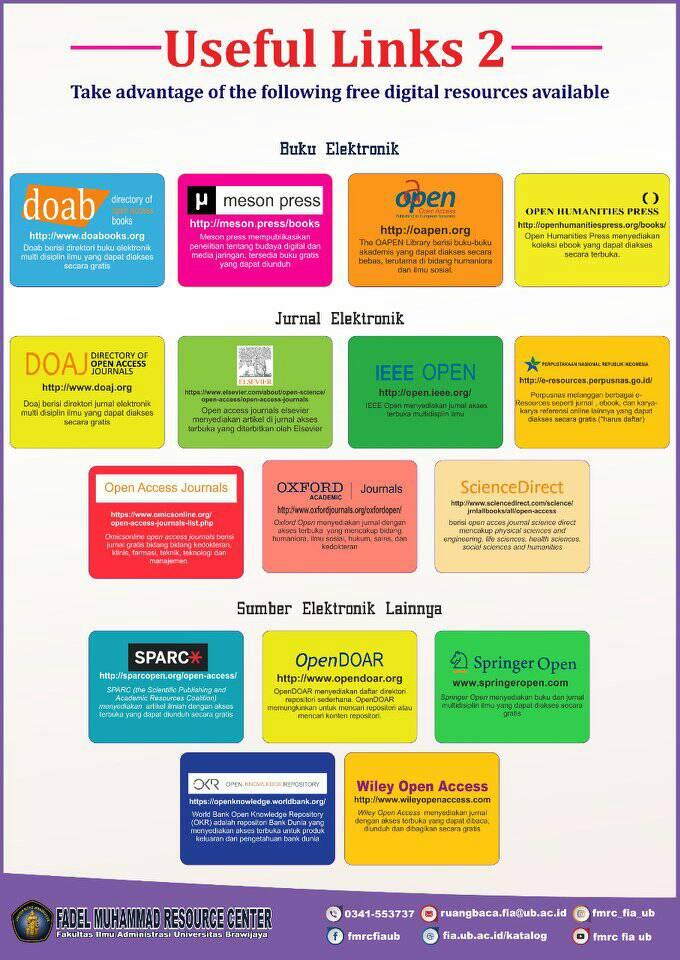 Useful Links 2
Take advantage of the following free digital resources available
Buku Elektronik
doab directory of
open access
books
http://www.doabooks.org
Doab berisi direktori buku elektronik
multi disiplin ilmu yang dapat diakses
secara gratis
µ meson press
http://meson.press/books
Meson press mempublikasikan
penelitian tentang budaya digital dan
media jaringan, tersedia buku gratis
yang dapat diunduh
open
Open Access
Publishing in European Networks
http://oapen.org
The OAPEN Library berisi buku-buku
akademis yang dapat diakses secara
bebas, terutama di bidang humaniora
dan ilmu sosial.
OPEN HUMANITIES PRESS
http://openhumanitiespress.org/books/
Open Humanities Press menyediakan
koleksi ebook yang dapat diakses
secara terbuka.
Jurnal Elektronik
DOAJ DIRECTORY OF
OPEN ACCESS
JOURNALS
http://www.doaj.org
Doaj berisi direktori jurnal elektronik
multi disiplin ilmu yang dapat diakses
secara gratis
ELSEVIER
https://www.elsevier.com/about/open-science/
open-access/open-access-journals
Open access journals elsevier
menyediakan artikel di jurnal akses
terbuka yang diterbitkan oleh Elsevier
IEEE OPEN
http://open.ieee.org/
IEEE Open menyediakan jurnal akses
terbuka multidisiplin ilmu
PERPUSTAKAAN NASIONAL REPUBLIK INDONESIA
http://e-resources.perpusnas.go.id/
Perpusnas melanggan berbagai e-
Resources seperti jurnal , ebook, dan karya-
karya referensi online lainnya yang dapat
diakses secara gratis (*harus daftar)
Open Access Journals
https://www.omicsonline.org/
open-access-journals-list.php
Omicsonline open access journals berisi
jurnal gratis bidang bidang kedokteran,
klinis, farmasi, teknik, teknologi dan
manajemen
OXFORD
ACADEMIC
Journals
http://www.oxfordjournals.org/oxfordopen/
Oxford Open menyediakan jurnal dengan
akses terbuka yang mencakup bidang
humaniora, ilmu sosial, hukum, sains, dan
kedokteran
ScienceDirect
http://www.sciencedirect.com/science/
jrnlallbooks/all/open-access
berisi open acces journal science direct
mencakup physical sciences and
engineering, life sciences, health sciences,
social sciences and humanities
Sumber Elektronik Lainnya
SPARC*
http://sparcopen.org/open-access/
SPARC (the Scientific Publishing and
Academic Resources Coalition)
menyediakan artikel ilmiah dengan akses
terbuka yang dapat diunduh secara gratis
OpenDOAR
http://www.opendoar.org
OpenDOAR menyediakan daftar direktori
repositori sederhana. OpenDOAR
memungkinkan untuk mencari repositori atau
mencari konten repositori.
Springer Open
www.springeropen.com
Springer Open menyediakan buku dan jurnal
multidisiplin ilmu yang dapat diakses secara
gratis
OKR OPEN KNOWLEDGE REPOSITORY
https://openknowledge.worldbank.org/
World Bank Open Knowledge Repository
(OKR) adalah repositori Bank Dunia yang
menyediakan akses terbuka untuk produk
keluaran dan pengetahuan bank dunia
Wiley Open Access
http://www.wileyopenaccess.com
Wiley Open Access menyediakan jurnal
dengan akses terbuka yang dapat dibaca,
diunduh dan dibagikan secara gratis
FADEL MUHAMMAD RESOURCE CENTER
Fakultas Ilmu Administrasi Universitas Brawijaya
0341-553737 ruangbaca.fia@ub.ac.id fmrc_fia_ub
fmrcfiaub fia.ub.ac.id/katalog fmrc fia ub